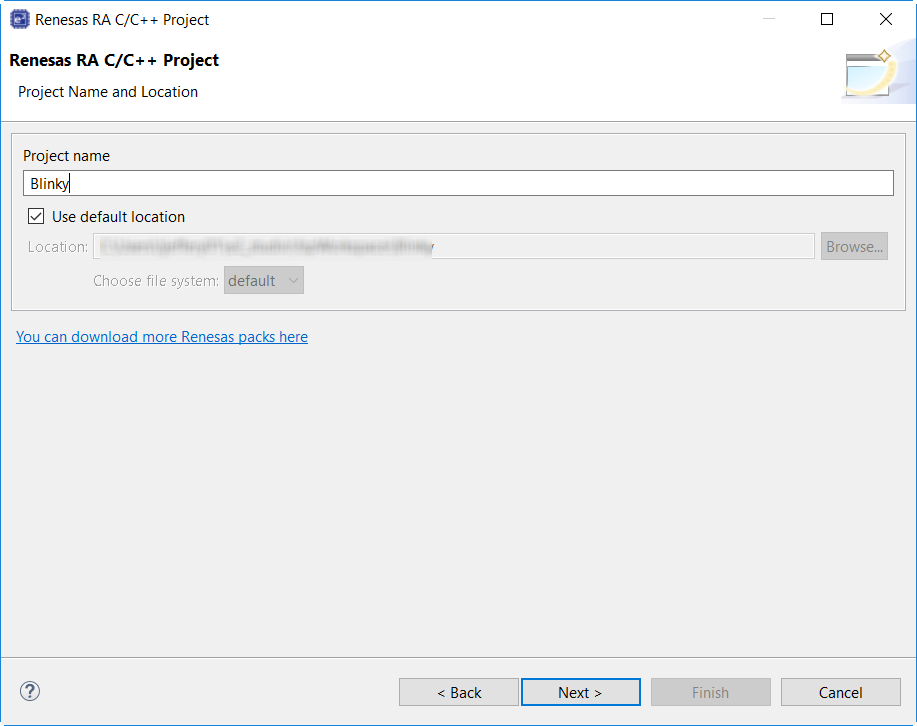 Renesas RA C/C++ Project
Renesas RA C/C++ Project
Project Name and Location
Project name
Blinky
Use default location
Location:
Browse...
Choose file system: default
You can download more Renesas packs here
?
< Back
Next >
Finish
Cancel